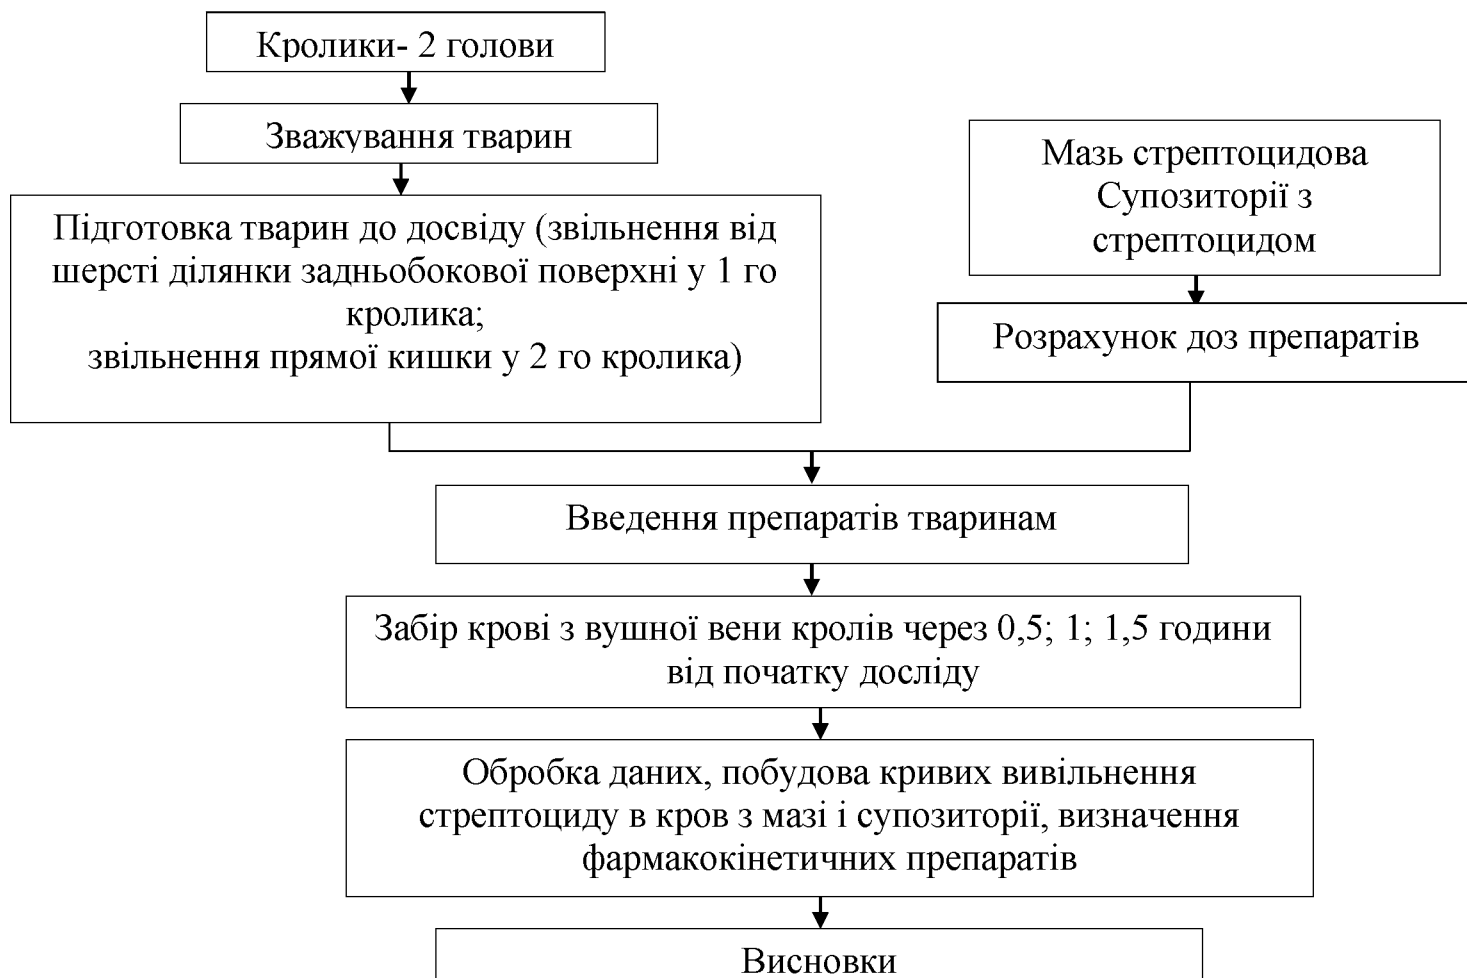 Кролики- 2 голови
Зважування тварин
Підготовка тварин до досвіду (звільнення від
шерсті ділянки задньобокової поверхні у 1 го
кролика;
звільнення прямої кишки у 2 го кролика)
Мазь стрептоцидова
Супозиторії з
стрептоцидом
Розрахунок доз препаратів
Введення препаратів тваринам
Забір крові з вушної вени кролів через 0,5; 1; 1,5 години
від початку досліду
Обробка даних, побудова кривих вивільнення
стрептоциду в кров з мазі і супозиторії, визначення
фармакокінетичних препаратів
Висновки